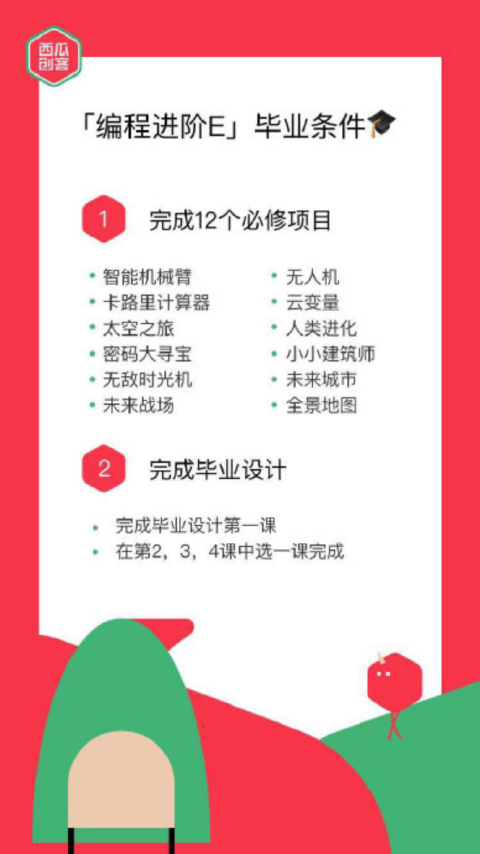 西瓜
创客
「编程进阶E」毕业条件
1
完成12个必修项目
智能机械臂
卡路里计算器
太空之旅
密码大寻宝
无敌时光机
未来战场
无人机
云变量
人类进化
小小建筑师
未来城市
全景地图
2
完成毕业设计
完成毕业设计第一课
在第2，3，4课中选一课完成